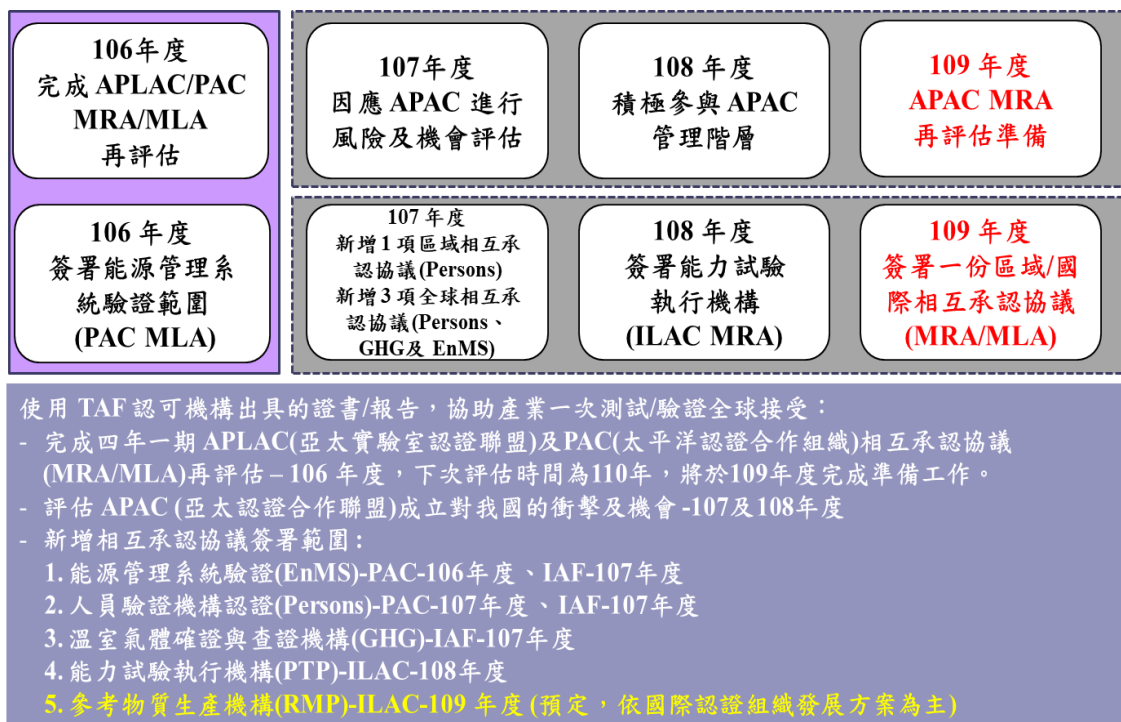 106年度
完成 APLAC/PAC
MRA/MLA
再評估
107年度
因應 APAC 進行
風險及機會評估
108 年度
積極參與 APAC
管理階層
109 年度
APAC MRA
再評估準備
106 年度
簽署能源管理系
統驗證範圍
(PAC MLA)
107 年度
新增1 項區域相互承
認協議(Persons)
新增3 項全球相互承
認協議(Persons、
GHG及 EnMS)
108 年度
簽署能力試驗
執行機構
(ILAC MRA)
109 年度
簽署一份區域/國
際相互承認協議
(MRA/MLA)
使用 TAF 認可機構出具的證書/報告，協助產業一次測試/驗證全球接受：
- 完成四年一期 APLAC(亞太實驗室認證聯盟)及PAC(太平洋認證合作組織)相互承認協議
(MRA/MLA)再評估 – 106 年度，下次評估時間為110年，將於109年度完成準備工作。
- 評估 APAC (亞太認證合作聯盟)成立對我國的衝擊及機會 -107及108年度
- 新增相互承認協議簽署範圍：
1. 能源管理系統驗證(EnMS)-PAC-106年度、IAF-107年度
2. 人員驗證機構認證(Persons)-PAC-107年度、IAF-107年度
3. 溫室氣體確證與查證機構(GHG)-IAF-107年度
4. 能力試驗執行機構(PTP)-ILAC-108年度
5. 參考物質生產機構(RMP)-ILAC-109 年度 (預定，依國際認證組織發展方案為主)